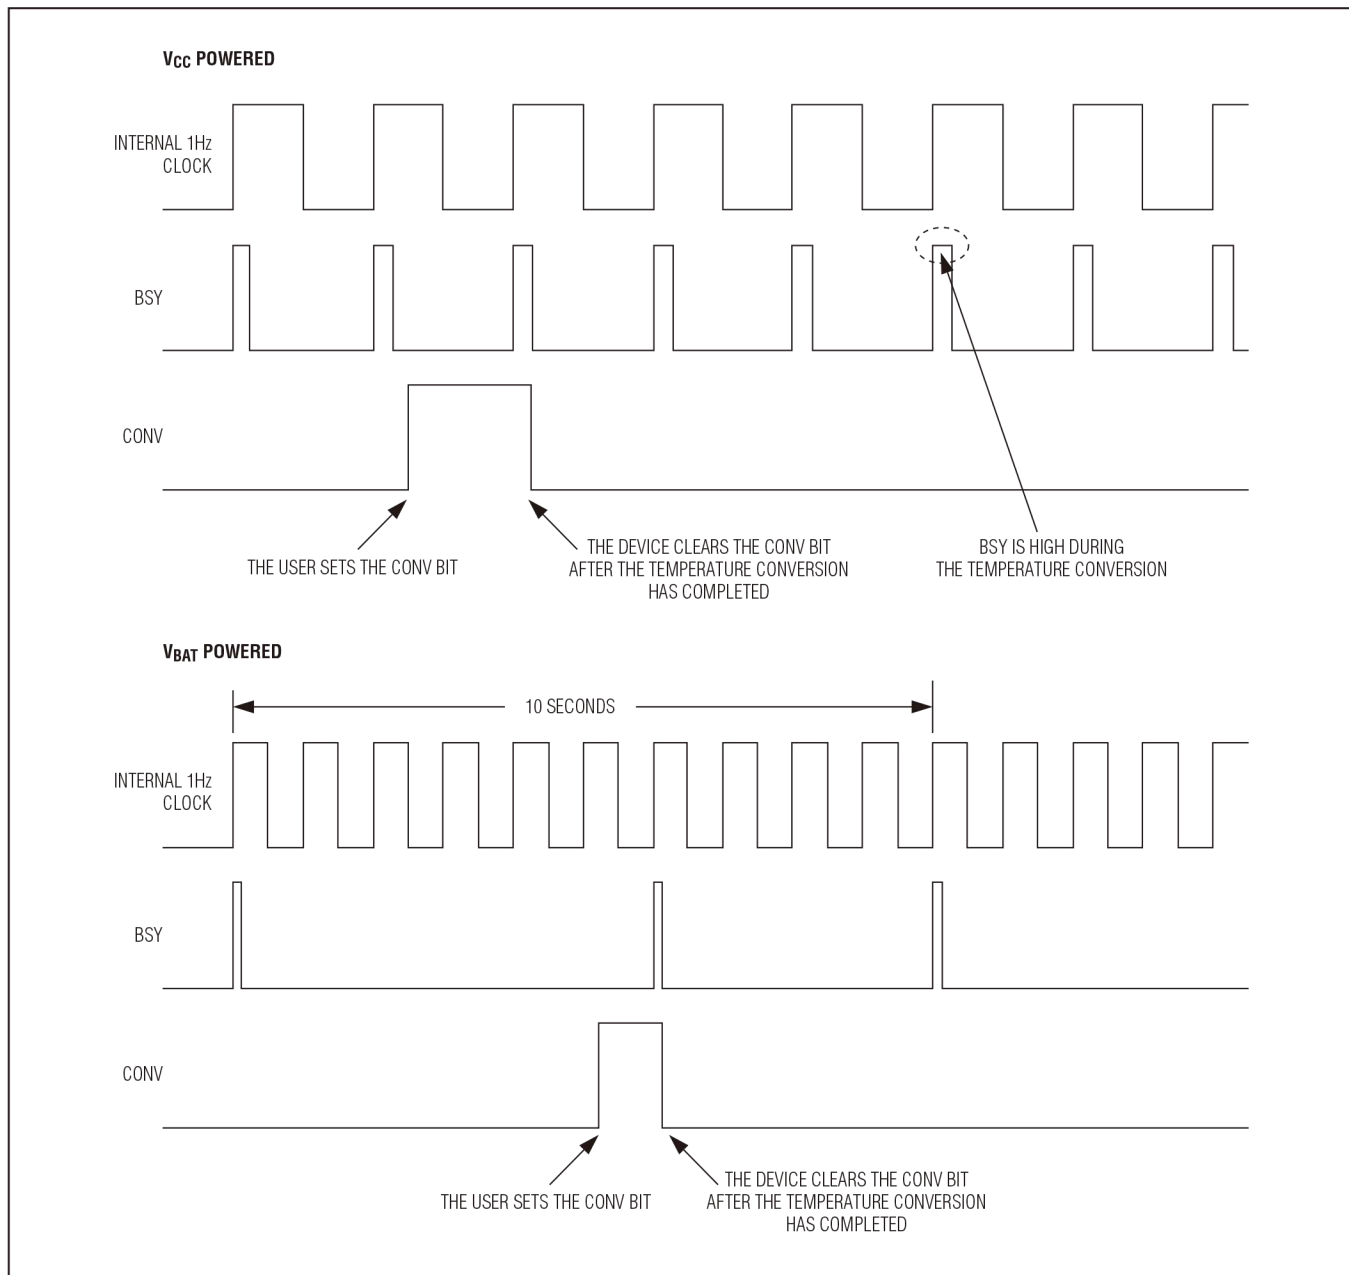 VCC POWERED
INTERNAL 1Hz
CLOCK
BSY
CONV
THE USER SETS THE CONV BIT
THE DEVICE CLEARS THE CONV BIT
AFTER THE TEMPERATURE CONVERSION
HAS COMPLETED
BSY IS HIGH DURING
THE TEMPERATURE CONVERSION
VBAT POWERED
10 SECONDS
INTERNAL 1Hz
CLOCK
BSY
CONV
THE USER SETS THE CONV BIT
THE DEVICE CLEARS THE CONV BIT
AFTER THE TEMPERATURE CONVERSION
HAS COMPLETED